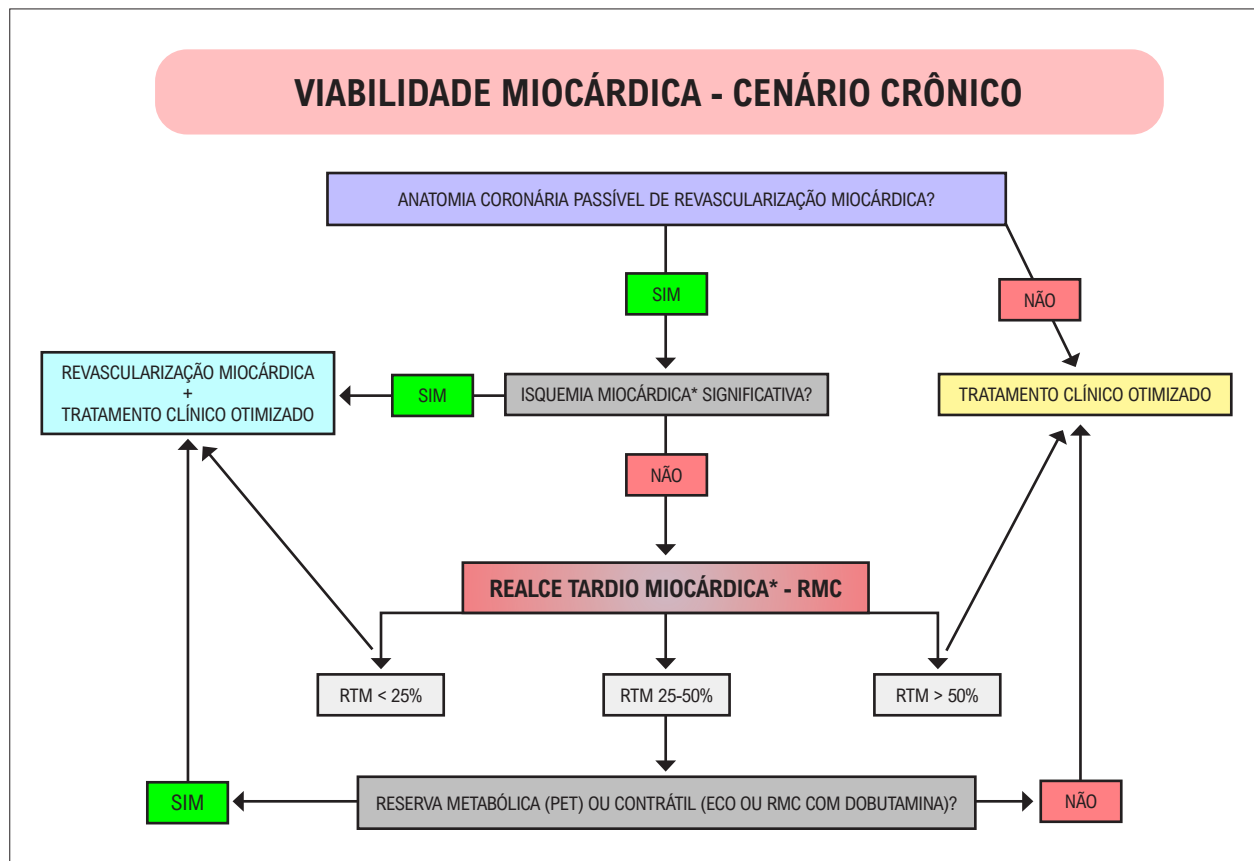 VIABILIDADE MIOCÁRDICA - CENÁRIO CRÔNICO
ANATOMIA CORONÁRIA PASSÍVEL DE REVASCULARIZAÇÃO MIOCÁRDICA?
SIM
NÃO
REVASCULARIZAÇÃO MIOCÁRDICA
+
TRATAMENTO CLÍNICO OTIMIZADO
SIM
ISQUEMIA MIOCÁRDICA* SIGNIFICATIVA?
TRATAMENTO CLÍNICO OTIMIZADO
NÃO
REALCE TARDIO MIOCÁRDICA* - RMC
RTM < 25%
RTM 25-50%
RTM > 50%
SIM
RESERVA METABÓLICA (PET) OU CONTRÁTIL (ECO OU RMC COM DOBUTAMINA)?
NÃO